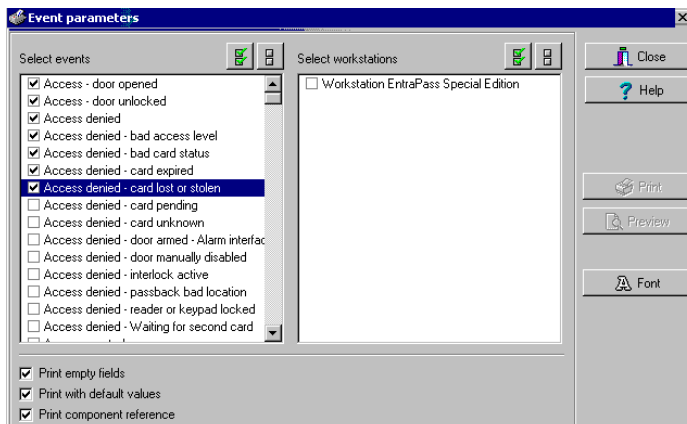 Event parameters
Select events
Access - door opened
Access - door unlocked
Access denied
Access denied - bad access level
Access denied - bad card status
Access denied - card expired
Access denied - card lost or stolen
Access denied - card pending
Access denied - card unknown
Access denied - door armed - Alarm interfac
Access denied - door manually disabled
Access denied - interlock active
Access denied - passback bad location
Access denied - reader or keypad locked
Access denied - Waiting for second card
Select workstations
Workstation EntraPass Special Edition
Close
Help
Print
Preview
Font
Print empty fields
Print with default values
Print component reference